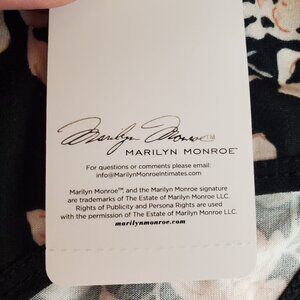 Marilyn Monroe™
MARILYN MONROE™
For questions or comments please email:
info@MarilynMonroeIntimates.com
Marilyn Monroe™, and the Marilyn Monroe signature
are trademarks of The Estate of Marilyn Monroe LLC.
Rights of Publicity and Persona Rights are used
with the permission of The Estate of Marilyn Monroe LLC.
marilynmonroe.com